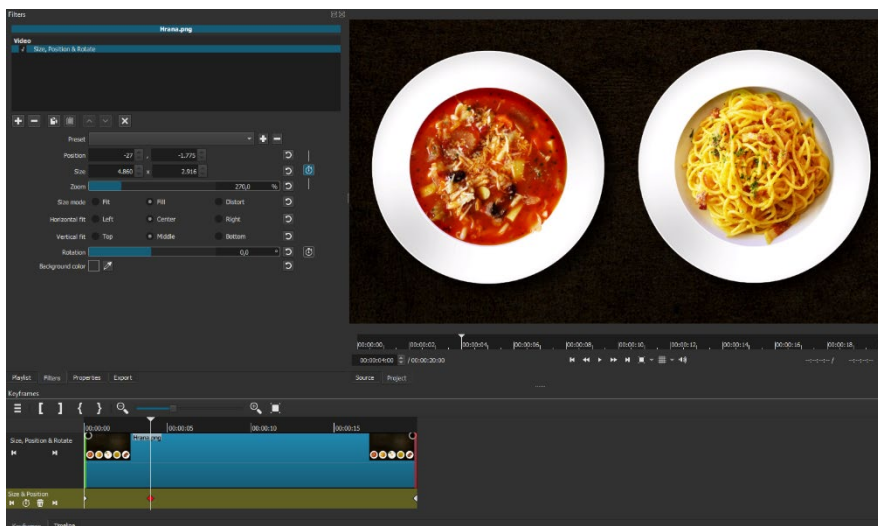 Filters
Hrana.png
Video
Size, Position & Rotate
Preset
Position -27 , -1.775
Size 4.860 x 2.916
Zoom 270,0 %
Size mode Fit Fill Distort
Horizontal fit Left Center Right
Vertical fit Top Middle Bottom
Rotation 0,0 °
Background color
00:00:00 00:00:02 00:00:04 00:00:06 00:00:08 00:00:10 00:00:12 00:00:14 00:00:16 00:00:18
00:00:04:00 / 00:00:20:00 --:--:--:-- / --:--:--:--
Playlist Filters Properties Export
Source Project
Keyframes
00:00:00 00:00:05 00:00:10 00:00:15
Size, Position & Rotate
Hrana.png
Size & Position
Keyframes Timeline